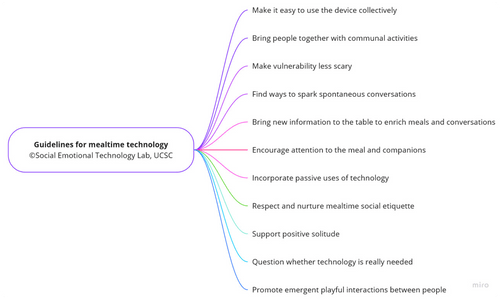 Make it easy to use the device collectively
Bring people together with communal activities
Make vulnerability less scary
Find ways to spark spontaneous conversations
Bring new information to the table to enrich meals and conversations
Guidelines for mealtime technology
©Social Emotional Technology Lab, UCSC
Encourage attention to the meal and companions
Incorporate passive uses of technology
Respect and nurture mealtime social etiquette
Support positive solitude
Question whether technology is really needed
Promote emergent playful interactions between people
miro